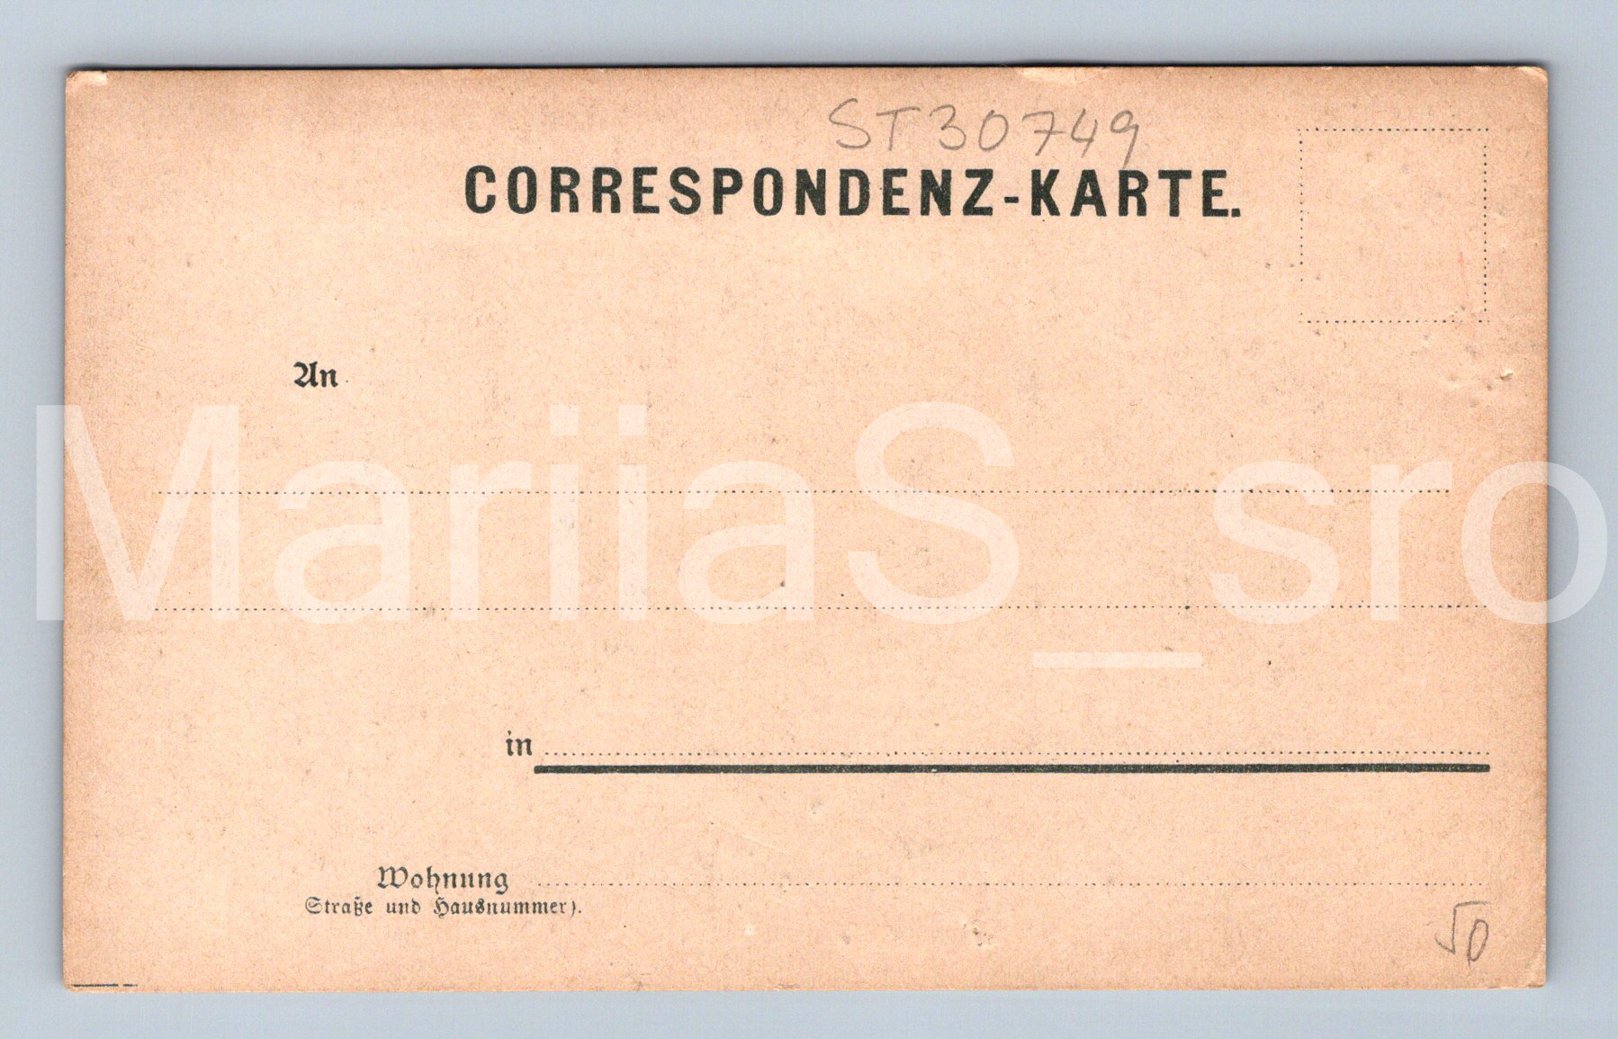 ST30749
CORRESPONDENZ-KARTE.
An
MariiaS_sro
in
Wohnung
Straße und Hausnummer).
50